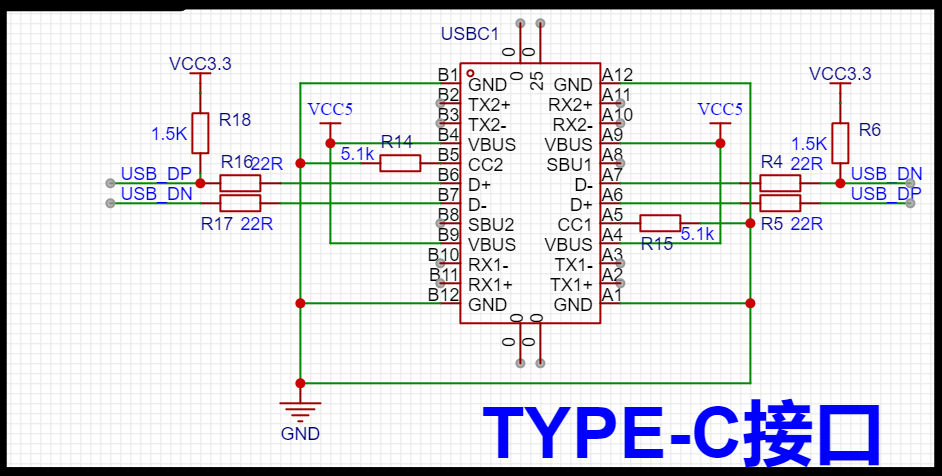 USBC1
0 0
0 25
VCC3.3
R18
1.5K
VCC5
R14
5.1k
USB_DP
R16 22R
USB_DN
R17 22R
B1 GND
B2 TX2+
B3 TX2-
B4 VBUS
B5 CC2
B6 D+
B7 D-
B8 SBU2
B9 VBUS
B10 RX1-
B11 RX1+
B12 GND
GND A12
RX2+ A11
RX2- A10
VBUS A9
SBU1 A8
D- A7
D+ A6
CC1 A5
VBUS A4
TX1- A3
TX1+ A2
GND A1
0 0
0 0
VCC5
R15 5.1k
VCC3.3
1.5K R6
R4 22R
USB_DN
USB_DP
R5 22R
GND
TYPE-C接口